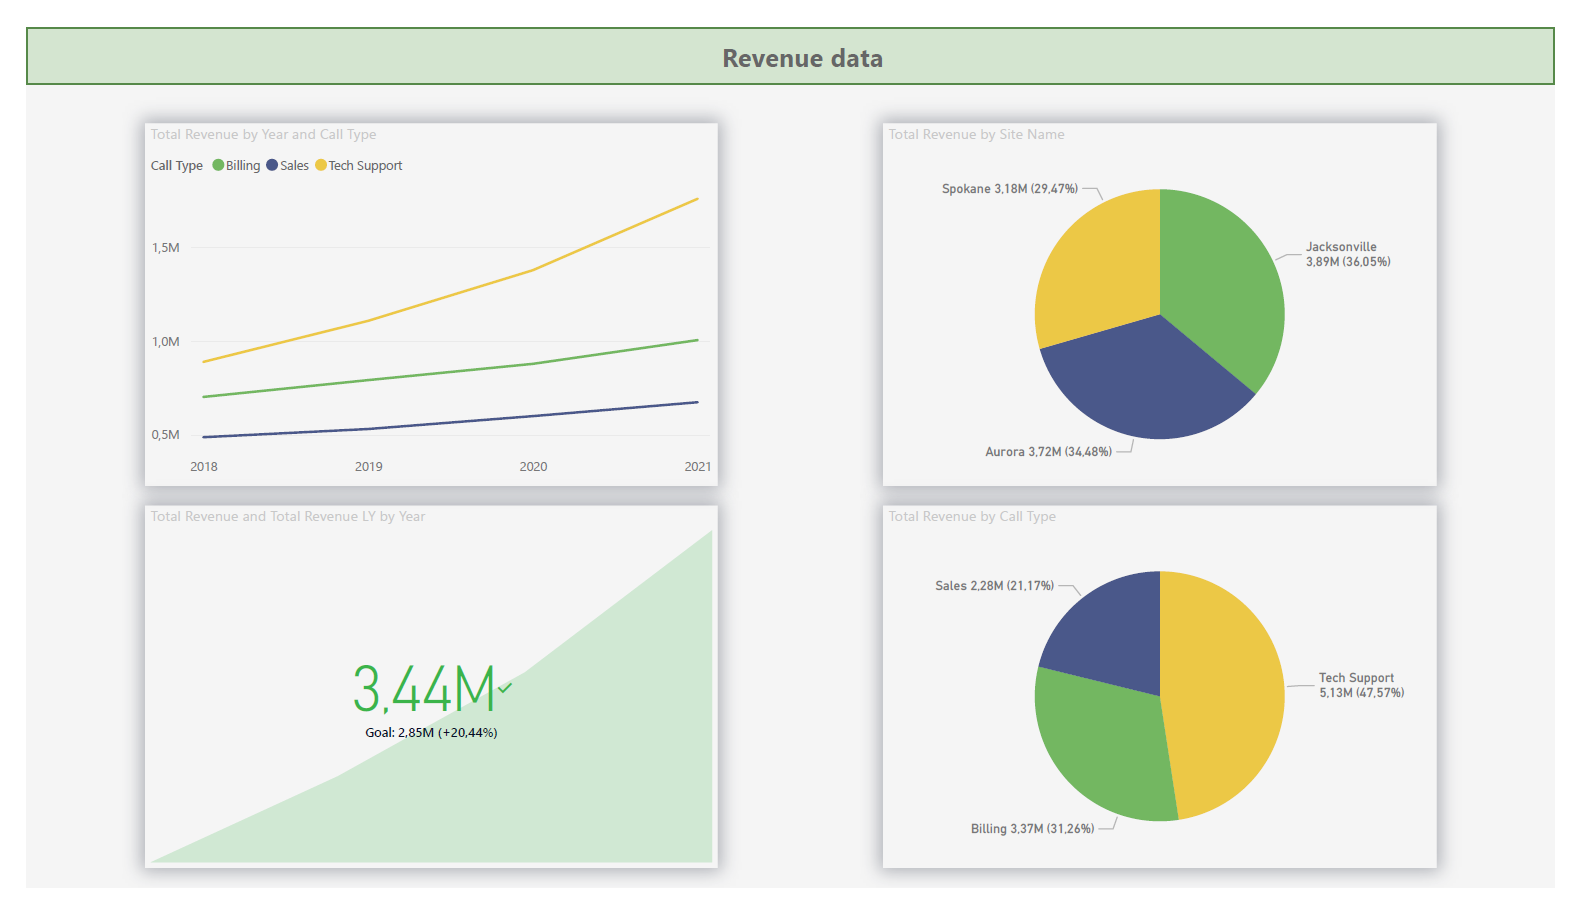 Revenue data
Total Revenue by Year and Call Type
Call Type Billing Sales Tech Support
1,5M
1,0M
0,5M
2018 2019 2020 2021
Total Revenue by Site Name
Spokane 3,18M (29,47%)
Jacksonville
3,89M (36,05%)
Aurora 3,72M (34,48%)
Total Revenue and Total Revenue LY by Year
3,44M
Goal: 2,85M (+20,44%)
Total Revenue by Call Type
Sales 2,28M (21,17%)
Tech Support
5,13M (47,57%)
Billing 3,37M (31,26%)